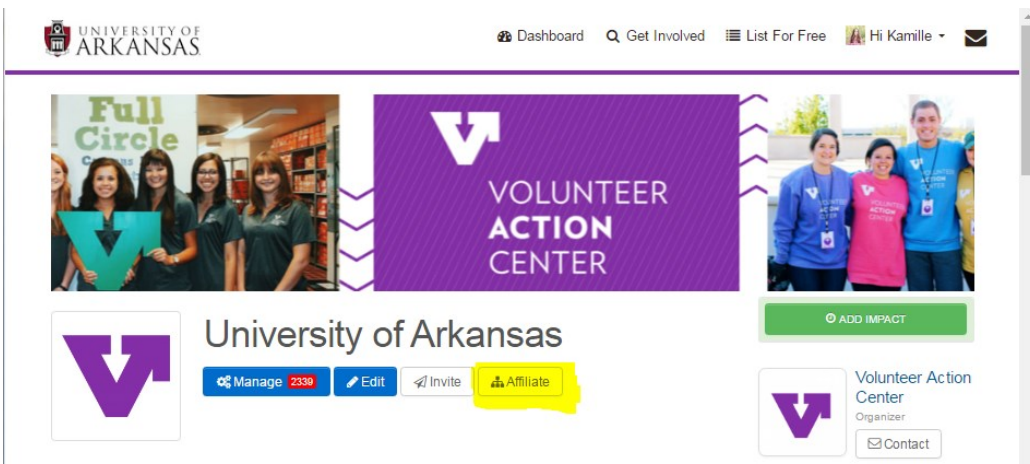 UNIVERSITY OF
ARKANSAS
Dashboard Get Involved List For Free Hi Kamille
Full
Circle
VOLUNTEER
ACTION
CENTER
ADD IMPACT
University of Arkansas
Manage 2339 Edit Invite Affiliate
Volunteer Action
Center
Organizer
Contact